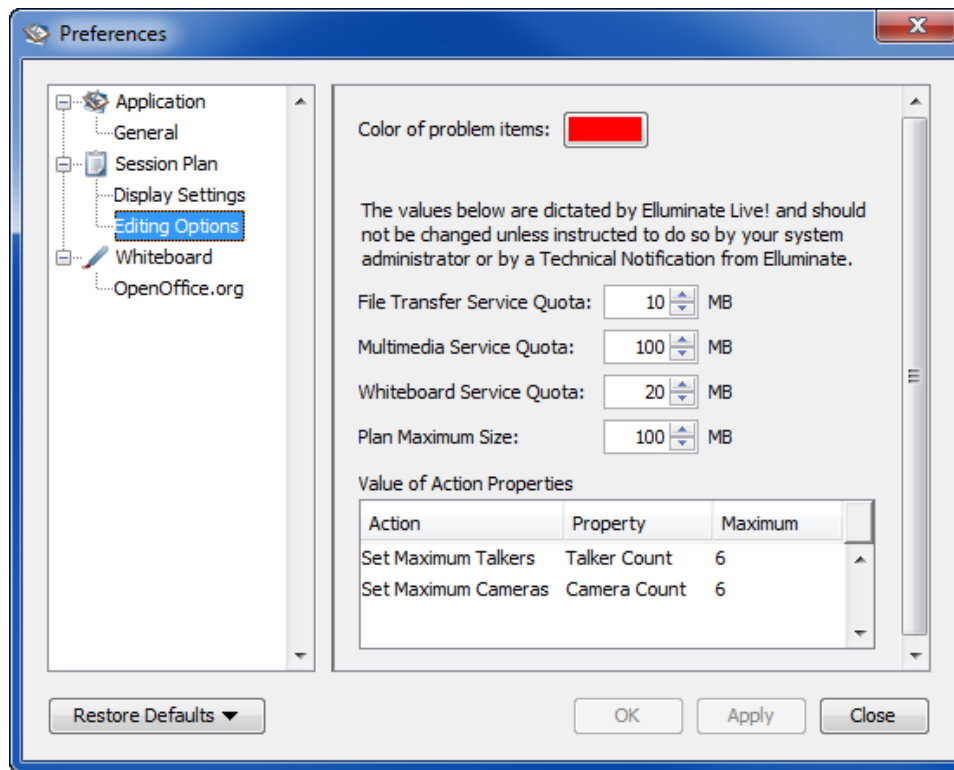 Preferences
Application
General
Session Plan
Display Settings
Editing Options
Whiteboard
OpenOffice.org
Color of problem items:
The values below are dictated by Elluminate Live! and should
not be changed unless instructed to do so by your system
administrator or by a Technical Notification from Elluminate.
File Transfer Service Quota: 10 MB
Multimedia Service Quota: 100 MB
Whiteboard Service Quota: 20 MB
Plan Maximum Size: 100 MB
Value of Action Properties
Action Property Maximum
Set Maximum Talkers Talker Count 6
Set Maximum Cameras Camera Count 6
Restore Defaults OK Apply Close